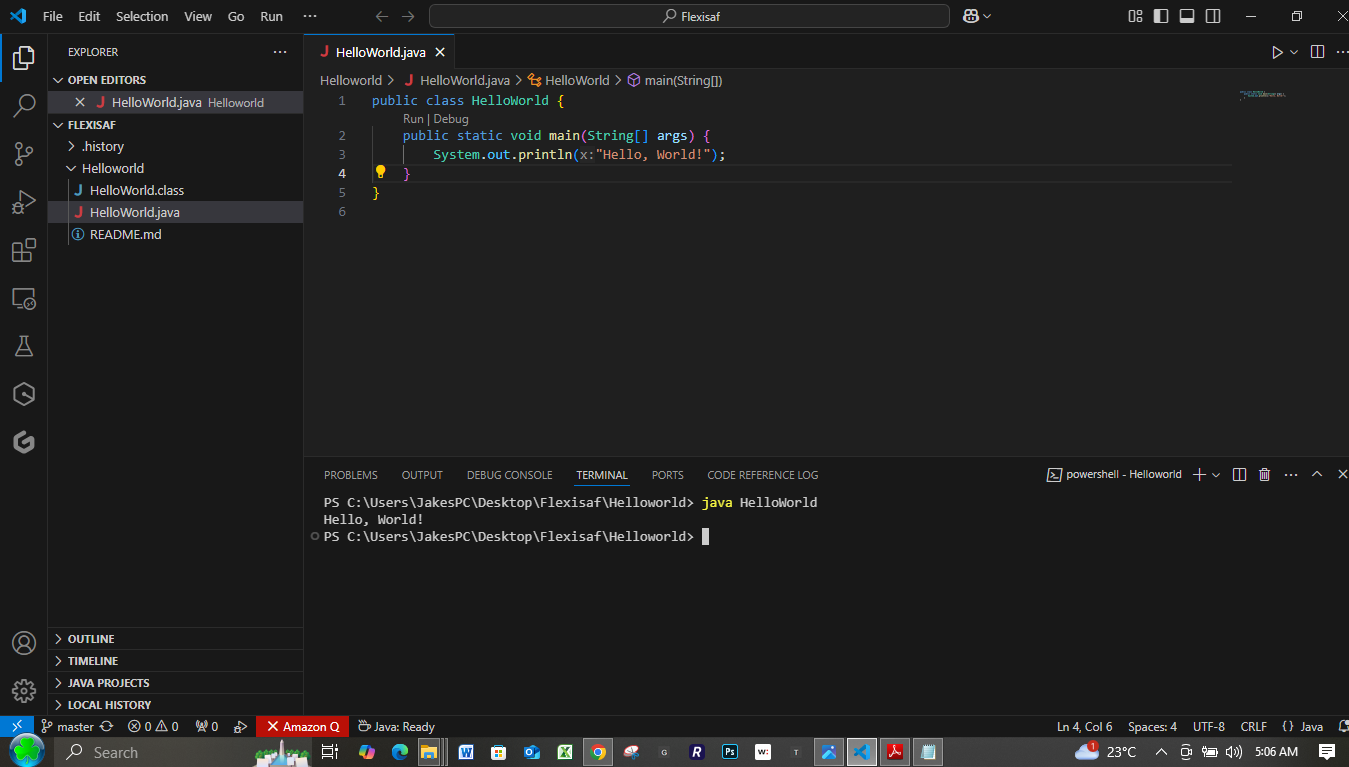 File Edit Selection View Go Run ··· Flexisaf
EXPLORER ···
OPEN EDITORS
HelloWorld.java Helloworld
FLEXISAF
.history
Helloworld
HelloWorld.class
HelloWorld.java
README.md
OUTLINE
TIMELINE
JAVA PROJECTS
LOCAL HISTORY
HelloWorld.java
Helloworld > HelloWorld.java > HelloWorld > main(String[])
1 public class HelloWorld {
Run | Debug
2 public static void main(String[] args) {
3 System.out.println(x:"Hello, World!");
4 }
5 }
6
PROBLEMS OUTPUT DEBUG CONSOLE TERMINAL PORTS CODE REFERENCE LOG powershell - Helloworld
PS C:\Users\JakesPC\Desktop\Flexisaf\Helloworld> java HelloWorld
Hello, World!
PS C:\Users\JakesPC\Desktop\Flexisaf\Helloworld>
master 0 0 0 Amazon Q Java: Ready Ln 4, Col 6 Spaces: 4 UTF-8 CRLF {} Java
Search 1 23°C 5:06 AM